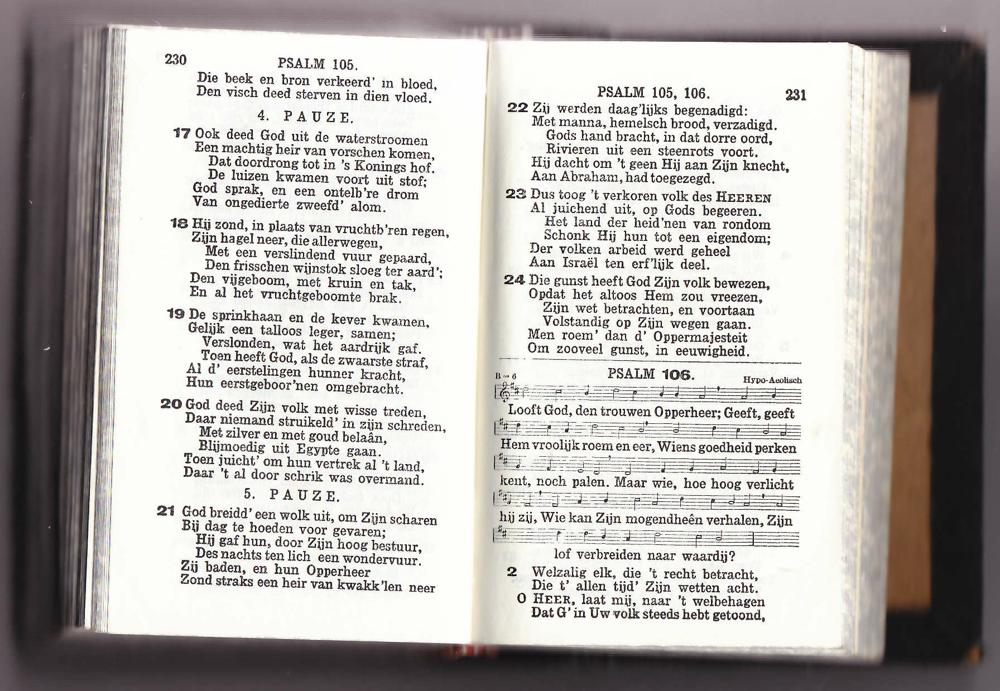 230
PSALM 105.
Die beek en bron verkeerd' in bloed,
Den visch deed sterven in dien vloed.
4. PAUZE.
17 Ook deed God uit de waterstroomen
Een machtig heir van vorschen komen,
Dat doordrong tot in 's Konings hof.
De luizen kwamen voort uit stof;
God sprak, en een ontelb're drom
Van ongedierte zweefd' alom.
18 Hij zond, in plaats van vruchtb'ren regen,
Zijn hagel neer, die allerwegen,
Met een verslindend vuur gepaard,
Den frisschen wijnstok sloeg ter aard';
Den vijgeboom, met kruin en tak,
En al het vruchtgeboomte brak.
19 De sprinkhaan en de kever kwamen,
Gelijk een talloos leger, samen;
Verslonden, wat het aardrijk gaf.
Toen heeft God, als de zwaarste straf,
Al d' eerstelingen hunner kracht,
Hun eerstgeboor'nen omgebracht.
20 God deed Zijn volk met wisse treden,
Daar niemand struikeld' in zijn schreden,
Met zilver en met goud belaân,
Blijmoedig uit Egypte gaan.
Toen juicht' om hun vertrek al 't land,
Daar 't al door schrik was overmand.
5. PAUZE.
21 God breidd' een wolk uit, om Zijn scharen
Bij dag te hoeden voor gevaren;
Hij gaf hun, door Zijn hoog bestuur,
Des nachts ten lich een wondervuur.
Zij baden, en hun Opperheer
Zond straks een heir van kwakk'len neer
PSALM 105, 106.
231
22 Zij werden daag'lijks begenadigd:
Met manna, hemelsch brood, verzadigd.
Gods hand bracht, in dat dorre oord,
Rivieren uit een steenrots voort.
Hij dacht om 't geen Hij aan Zijn knecht,
Aan Abraham, had toegezegd.
23 Dus toog 't verkoren volk des HEEREN
Al juichend uit, op Gods begeeren.
Het land der heid'nen van rondom
Schonk Hij hun tot een eigendom;
Der volken arbeid werd geheel
Aan Israël ten erf'lijk deel.
24 Die gunst heeft God Zijn volk bewezen,
Opdat het altoos Hem zou vreezen,
Zijn wet betrachten, en voortaan
Volstandig op Zijn wegen gaan.
Men roem' dan d' Oppermajesteit
Om zooveel gunst, in eeuwigheid.
B = 6
PSALM 106.
Hypo-Aeolisch
Looft God, den trouwen Opperheer; Geeft, geeft
Hem vroolijk roem en eer, Wiens goedheid perken
kent, noch palen. Maar wie, hoe hoog verlicht
hij zij, Wie kan Zijn mogendheên verhalen, Zijn
lof verbreiden naar waardij?
2 Welzalig elk, die 't recht betracht,
Die t' allen tijd' Zijn wetten acht.
O HEER, laat mij, naar 't welbehagen
Dat G' in Uw volk steeds hebt getoond,